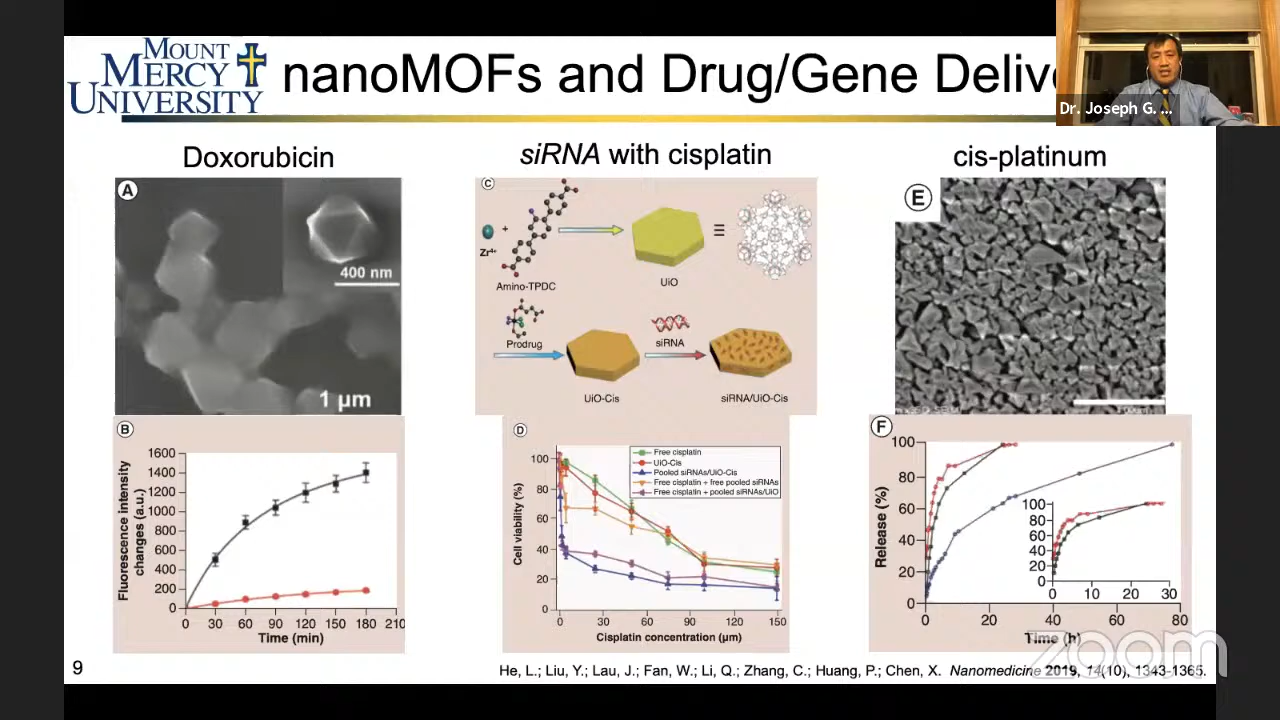 MOUNT
MERCY
UNIVERSITY
nanoMOFs and Drug/Gene Delive
Dr. Joseph G. ...
Doxorubicin
siRNA with cisplatin
cis-platinum
A
400 nm
1 µm
C
Zr⁴⁺
+
Amino-TPDC
UiO
≡
Prodrug
siRNA
UiO-Cis
siRNA/UiO-Cis
E
B
Fluorescence intensity
changes (a.u.)
1600
1400
1200
1000
800
600
400
200
0
0 30 60 90 120 150 180 210
Time (min)
D
Cell viability (%)
100
80
60
40
20
0
Free cisplatin
UiO-Cis
Pooled siRNAs/UiO-Cis
Free cisplatin + free pooled siRNAs
Free cisplatin + pooled siRNAs/UiO
0 30 60 90 120 150
Cisplatin concentration (µm)
F
Release (%)
100
80
60
40
20
0
100
80
60
40
20
0
0 10 20 30
0 20 40 60 80
Time (h)
zoom
9
He, L.; Liu, Y.; Lau, J.; Fan, W.; Li, Q.; Zhang, C.; Huang, P.; Chen, X. Nanomedicine 2019, 14(10), 1343-1365.